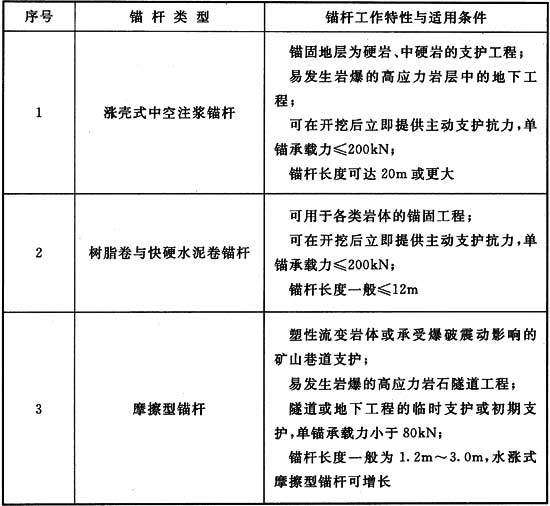 序号
锚杆类型
锚杆工作特性与适用条件
1
涨壳式中空注浆锚杆
锚固地层为硬岩、中硬岩的支护工程；
易发生岩爆的高应力岩层中的地下工
程；
可在开挖后立即提供主动支护抗力，单
锚承载力≤200kN；
锚杆长度可达20m或更大
2
树脂卷与快硬水泥卷锚杆
可用于各类岩体的锚固工程；
可在开挖后立即提供主动支护抗力，单
锚承载力≤200kN；
锚杆长度一般≤12m
3
摩擦型锚杆
塑性流变岩体或承受爆破震动影响的
矿山巷道支护；
易发生岩爆的高应力岩石隧道工程；
隧道或地下工程的临时支护或初期支
护，单锚承载力小于80kN；
锚杆长度一般为1.2m～3.0m，水涨式
摩擦型锚杆可增长